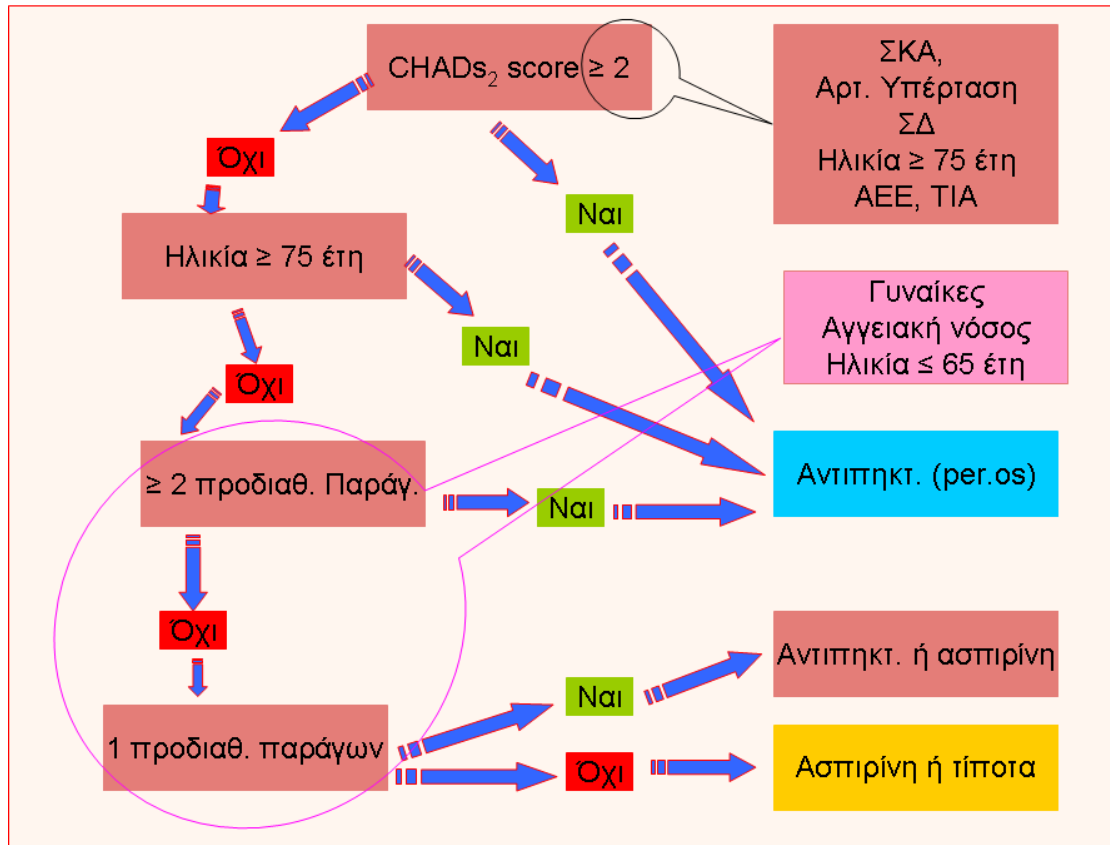 CHADs₂ score ≥ 2
ΣΚΑ,
Αρτ. Υπέρταση
ΣΔ
Ηλικία ≥ 75 έτη
ΑΕΕ, ΤΙΑ
Όχι
Ναι
Ηλικία ≥ 75 έτη
Γυναίκες
Αγγειακή νόσος
Ηλικία ≤ 65 έτη
Ναι
Όχι
≥ 2 προδιαθ. Παράγ.
Ναι
Αντιπηκτ. (per.os)
Όχι
Αντιπηκτ. ή ασπιρίνη
Ναι
1 προδιαθ. παράγων
Όχι
Ασπιρίνη ή τίποτα